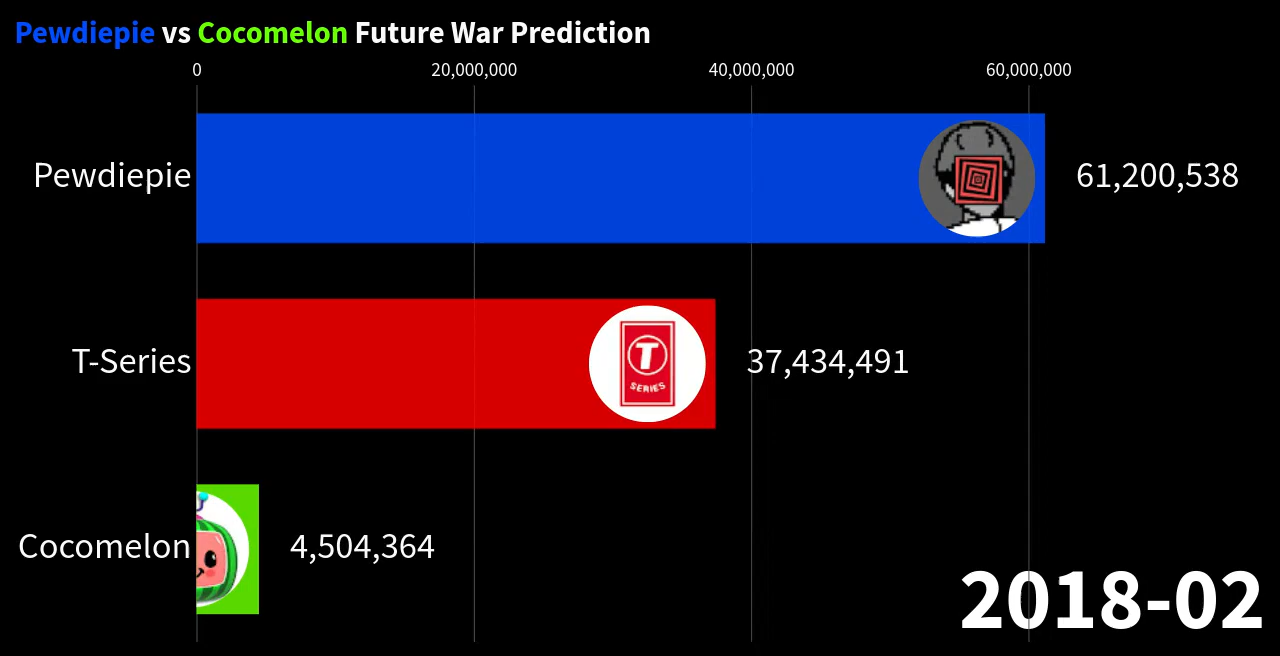 Pewdiepie vs Cocomelon Future War Prediction
0 20,000,000 40,000,000 60,000,000
Pewdiepie 61,200,538
T-Series T SERIES 37,434,491
Cocomelon 4,504,364
2018-02